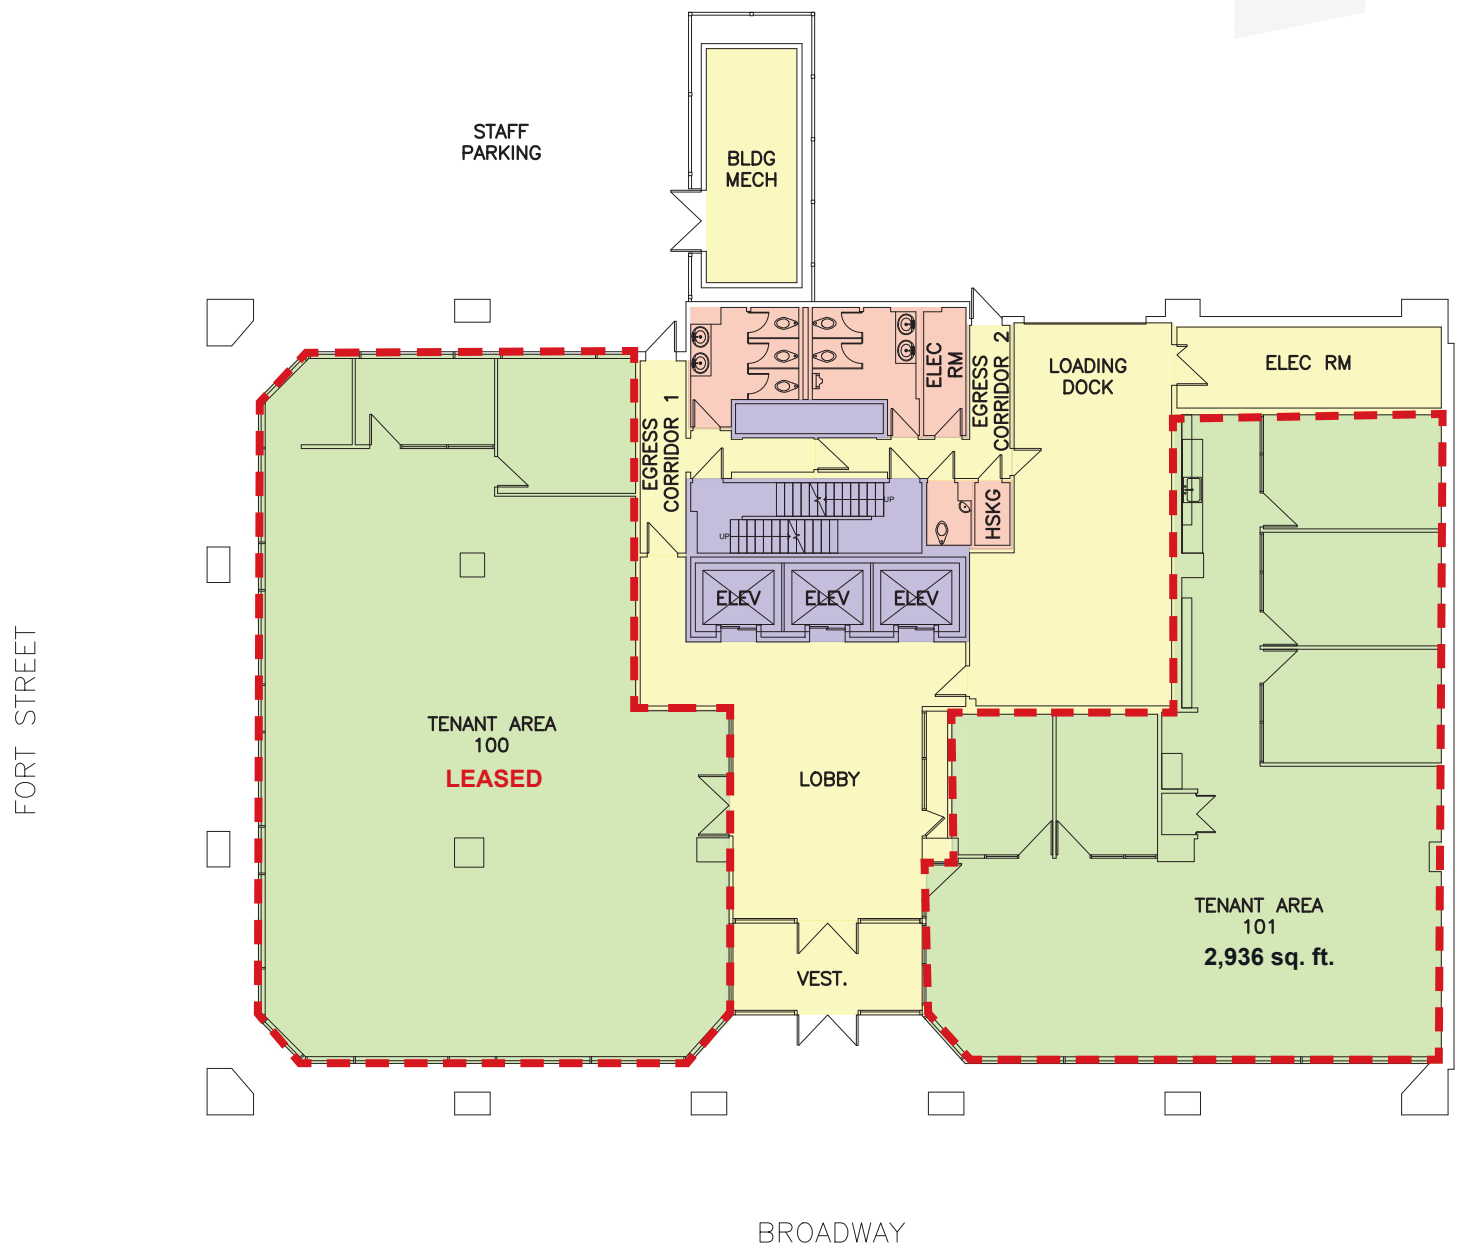 STAFF
PARKING
BLDG
MECH
ELEC
RM
EGRESS
CORRIDOR 2
LOADING
DOCK
ELEC RM
EGRESS
CORRIDOR 1
UP
UP
HSKG
ELEV
ELEV
ELEV
FORT STREET
TENANT AREA
100
LEASED
LOBBY
TENANT AREA
101
2,936 sq. ft.
VEST.
BROADWAY